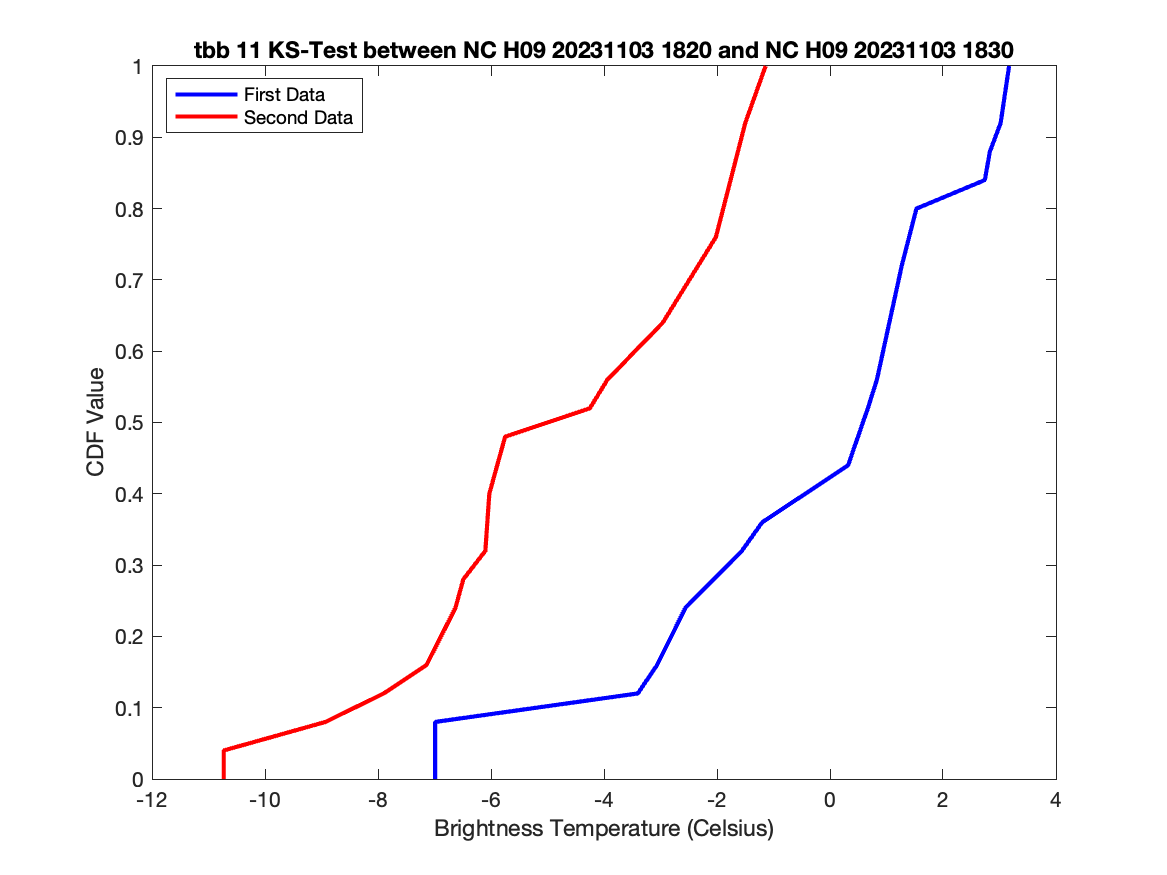 tbb 11 KS-Test between NC H09 20231103 1820 and NC H09 20231103 1830
First Data
Second Data
1
0.9
0.8
0.7
0.6
0.5
0.4
0.3
0.2
0.1
0
CDF Value
-12 -10 -8 -6 -4 -2 0 2 4
Brightness Temperature (Celsius)